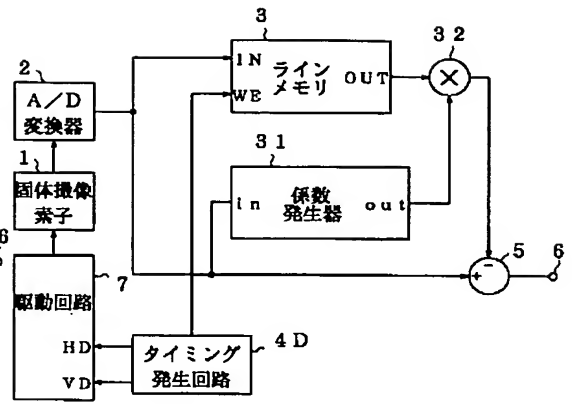 3
3 2
2
IN
ライン
メモリ
OUT
WE
A/D
変換器
1
3 1
固体撮像
素子
in
係数
発生器
out
6
5
6
7
駆動回路
HD
VD
タイミング
発生回路
4 D